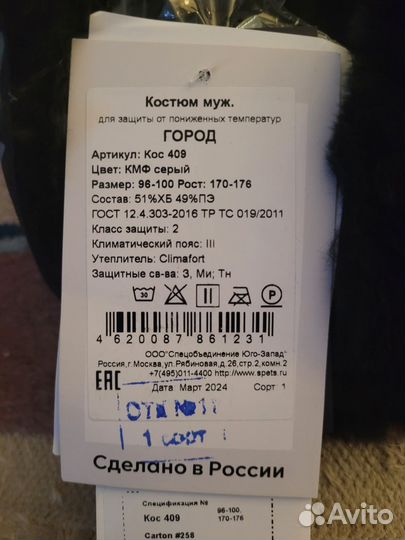 Костюм муж.
для защиты от пониженных температур
ГОРОД
Артикул: Кос 409
Цвет: КМФ серый
Размер: 96-100 Рост: 170-176
Состав: 51%ХБ 49%ПЭ
ГОСТ 12.4.303-2016 ТР ТС 019/2011
Класс защиты: 2
Климатический пояс: III
Утеплитель: Climafort
Защитные св-ва: З, Ми; Тн
30 P
4 620087 861231
ООО"Спецобъединение Юго-Запад"
Россия,г.Москва,ул.Рябиновая,д.26,стр.2,комн.2
+7(495)011-4400 http://www.spets.ru
EAC Дата Март 2024 Сорт 1
ОТК №11
1 сорт
Сделано в России
Спецификация № 96-100,
Кос 409 170-176
Carton #258
Avito